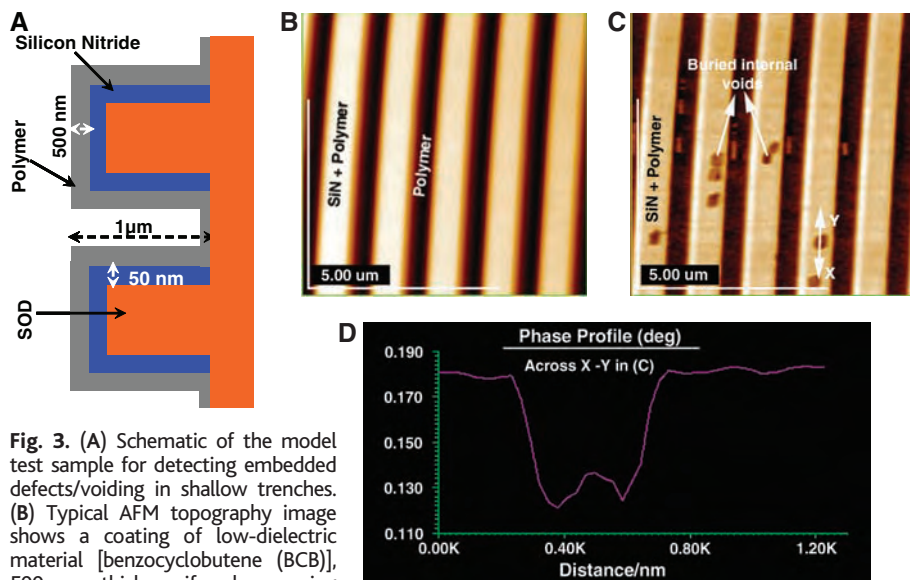 A
Silicon Nitride
500 nm
Polymer
1µm
50 nm
SOD
B
SiN + Polymer
Polymer
5.00 um
C
Buried internal
voids
SiN + Polymer
Y
X
5.00 um
D
Phase Profile (deg)
Across X -Y in (C)
0.190
0.150
0.130
0.110
0.00K
0.40K
0.80K
1.20K
Distance/nm
Fig. 3. (A) Schematic of the model
test sample for detecting embedded
defects/voiding in shallow trenches.
(B) Typical AFM topography image
shows a coating of low-dielectric
material [benzocyclobutene (BCB)],